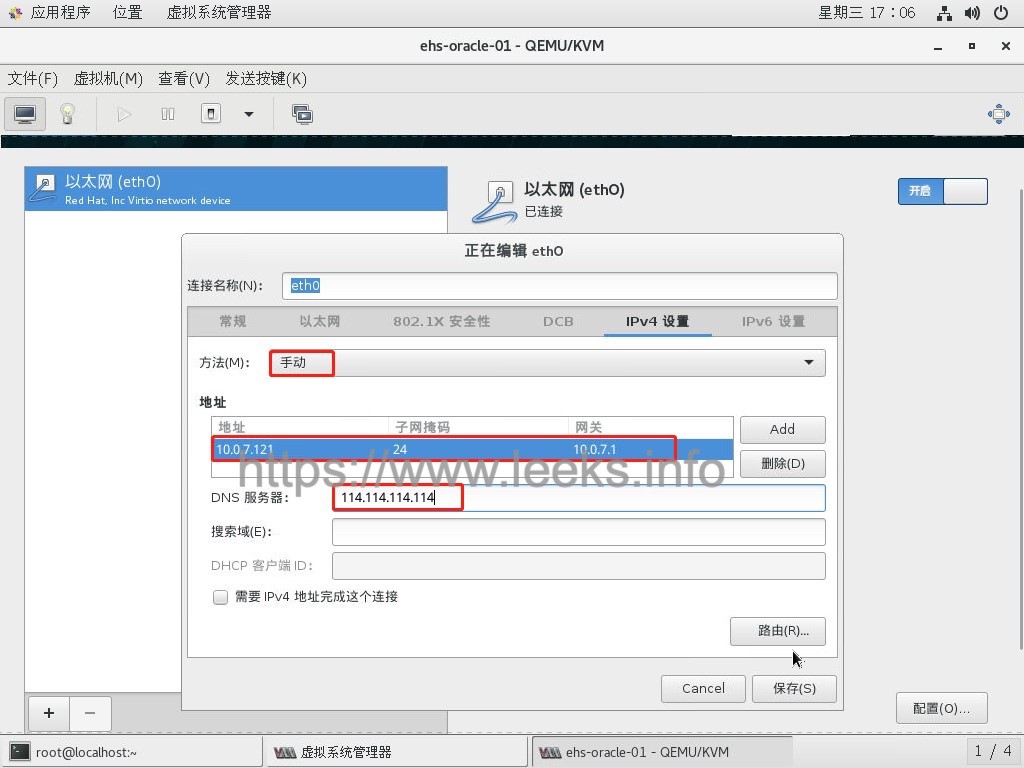 应用程序 位置 虚拟系统管理器 星期三 17：06
ehs-oracle-01 - QEMU/KVM
文件(F) 虚拟机(M) 查看(V) 发送按键(K)
以太网 (eth0)
Red Hat, Inc Virtio network device
以太网 (eth0)
已连接
开启
正在编辑 eth0
连接名称(N)： eth0
常规 以太网 802.1X 安全性 DCB IPv4 设置 IPv6 设置
方法(M)： 手动
地址
地址 子网掩码 网关 Add
10.0.7.121 24 10.0.7.1
删除(D)
https://www.leeks.info
DNS 服务器： 114.114.114.114
搜索域(E)：
DHCP 客户端 ID：
需要 IPv4 地址完成这个连接
路由(R)...
Cancel 保存(S)
+ − 配置(O)...
root@localhost:~ 虚拟系统管理器 ehs-oracle-01 - QEMU/KVM 1 / 4